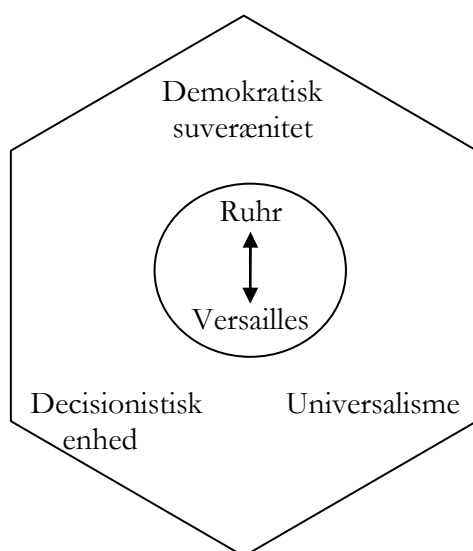 Demokratisk
suverænitet
Ruhr
Versailles
Decisionistisk
enhed
Universalisme